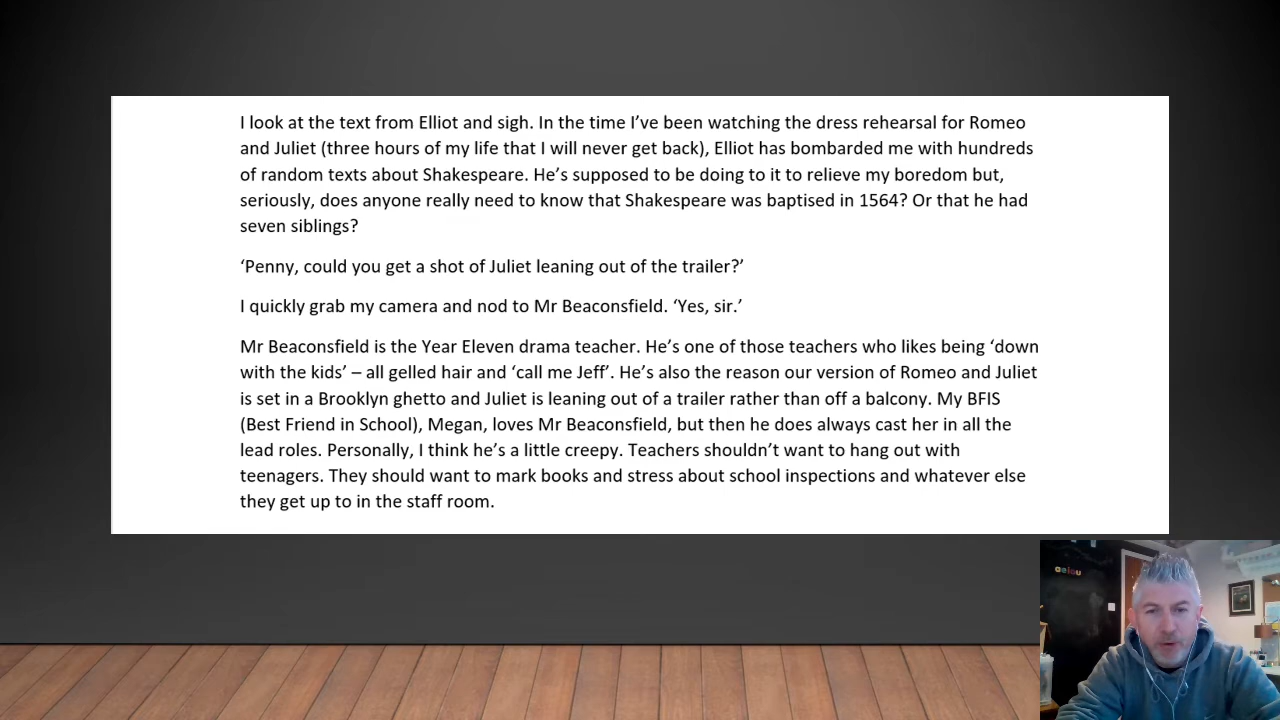 I look at the text from Elliot and sigh. In the time I’ve been watching the dress rehearsal for Romeo
and Juliet (three hours of my life that I will never get back), Elliot has bombarded me with hundreds
of random texts about Shakespeare. He’s supposed to be doing to it to relieve my boredom but,
seriously, does anyone really need to know that Shakespeare was baptised in 1564? Or that he had
seven siblings?
‘Penny, could you get a shot of Juliet leaning out of the trailer?’
I quickly grab my camera and nod to Mr Beaconsfield. ‘Yes, sir.’
Mr Beaconsfield is the Year Eleven drama teacher. He’s one of those teachers who likes being ‘down
with the kids’ – all gelled hair and ‘call me Jeff’. He’s also the reason our version of Romeo and Juliet
is set in a Brooklyn ghetto and Juliet is leaning out of a trailer rather than off a balcony. My BFIS
(Best Friend in School), Megan, loves Mr Beaconsfield, but then he does always cast her in all the
lead roles. Personally, I think he’s a little creepy. Teachers shouldn’t want to hang out with
teenagers. They should want to mark books and stress about school inspections and whatever else
they get up to in the staff room.
aeiou